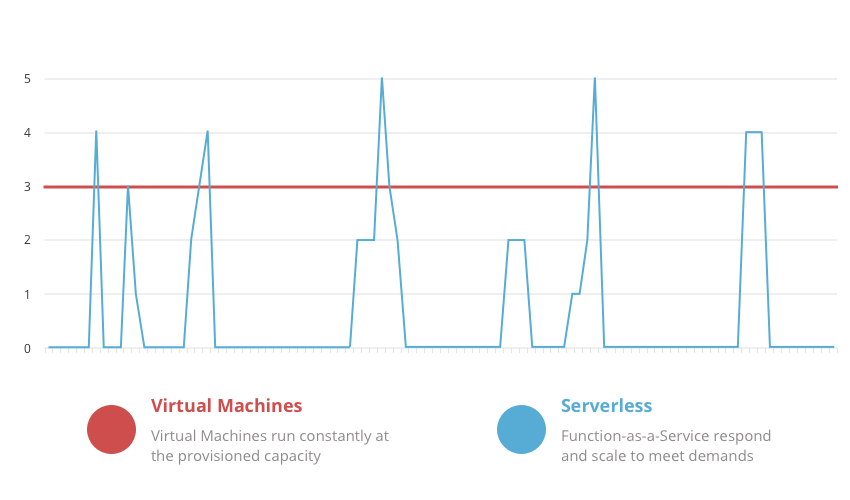 5
4
3
2
1
0
Virtual Machines
Virtual Machines run constantly at
the provisioned capacity
Serverless
Function-as-a-Service respond
and scale to meet demands